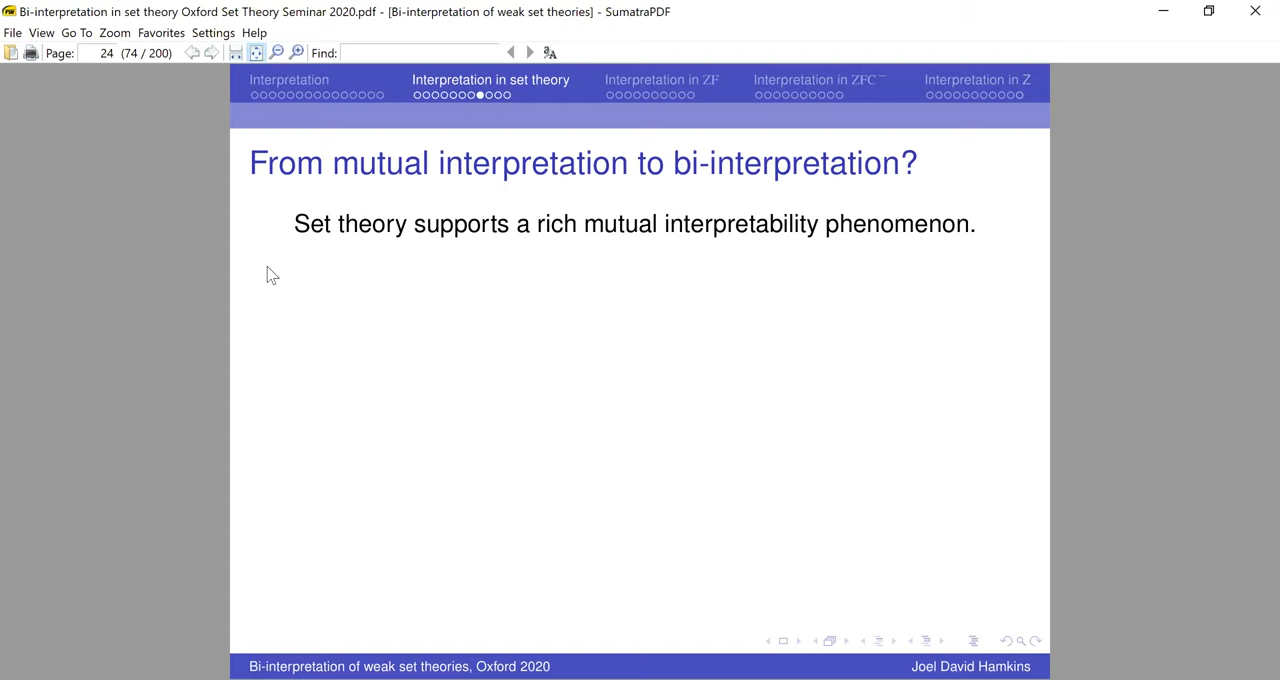 Bi-interpretation in set theory Oxford Set Theory Seminar 2020.pdf - [Bi-interpretation of weak set theories] - SumatraPDF
File View Go To Zoom Favorites Settings Help
Page: 24 (74 / 200) Find:
Interpretation Interpretation in set theory Interpretation in ZF Interpretation in ZFC⁻ Interpretation in Z
From mutual interpretation to bi-interpretation?
Set theory supports a rich mutual interpretability phenomenon.
Bi-interpretation of weak set theories, Oxford 2020 Joel David Hamkins